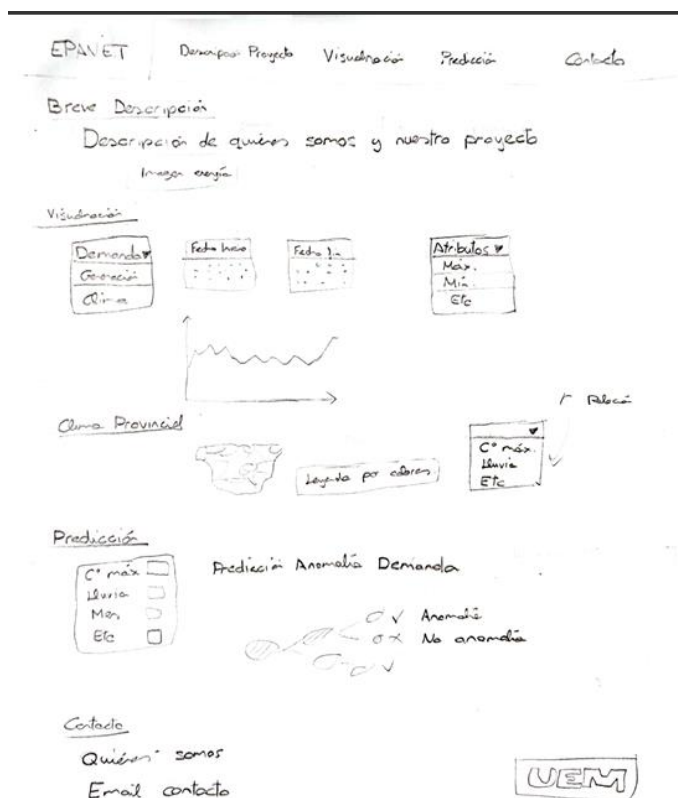 EPANET Descripción Proyecto Visualización Predicción Contacto
Breve Descripción
Descripción de quiénes somos y nuestro proyecto
Imagen energía
Visualización
Demanda Fecha Inicio Fecha Fin Atributos
Generación Máx.
Clima Mín.
Etc
Clima Provincial
C° máx.
Leyenda por colores Lluvia
Etc
Predicción
C° máx Predicción Anomalía Demanda
Lluvia
Mes Anomalía
Etc No anomalía
Contacto
Quiénes somos
Email contacto
UEM